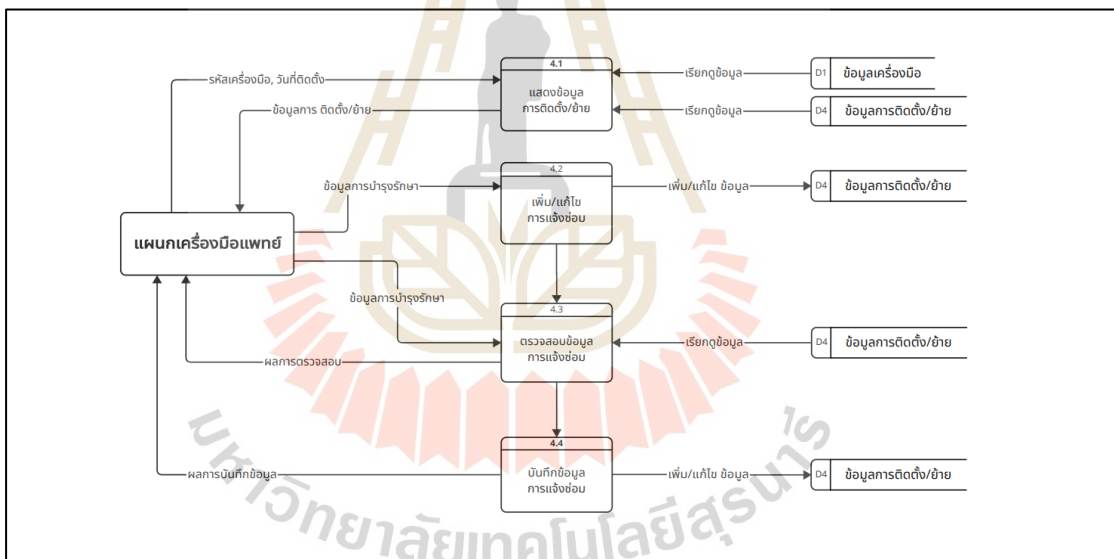 4.1
รหัสเครื่องมือ, วันที่ติดตั้ง
แสดงข้อมูล
การติดตั้ง/ย้าย
เรียกดูข้อมูล
D1 ข้อมูลเครื่องมือ
ข้อมูลการ ติดตั้ง/ย้าย
เรียกดูข้อมูล
D4 ข้อมูลการติดตั้ง/ย้าย
4.2
ข้อมูลการบำรุงรักษา
เพิ่ม/แก้ไข
การแจ้งซ่อม
เพิ่ม/แก้ไข ข้อมูล
D4 ข้อมูลการติดตั้ง/ย้าย
แผนกเครื่องมือแพทย์
ข้อมูลการบำรุงรักษา
4.3
ตรวจสอบข้อมูล
การแจ้งซ่อม
เรียกดูข้อมูล
D4 ข้อมูลการติดตั้ง/ย้าย
ผลการตรวจสอบ
4.4
ผลการบันทึกข้อมูล
บันทึกข้อมูล
การแจ้งซ่อม
เพิ่ม/แก้ไข ข้อมูล
D4 ข้อมูลการติดตั้ง/ย้าย
มหาวิทยาลัยเทคโนโลยีสุรนารี